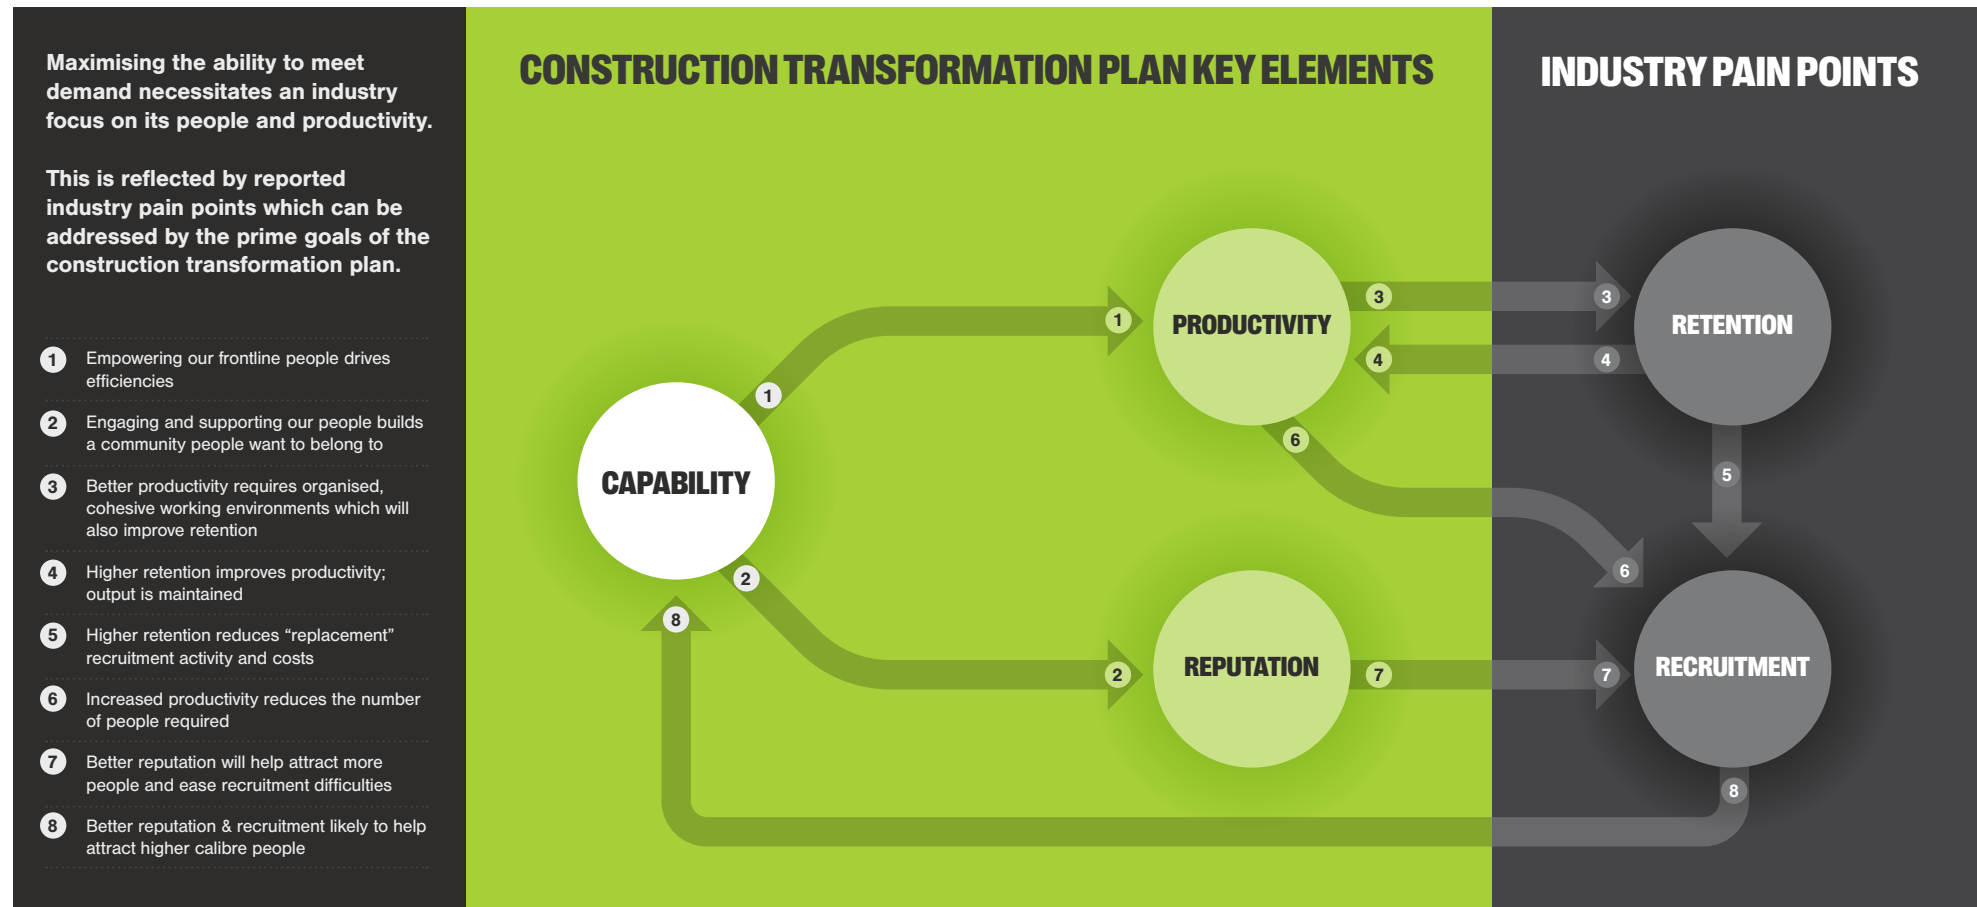 Maximising the ability to meet
demand necessitates an industry
focus on its people and productivity.
This is reflected by reported
industry pain points which can be
addressed by the prime goals of the
construction transformation plan.
1 Empowering our frontline people drives
efficiencies
2 Engaging and supporting our people builds
a community people want to belong to
3 Better productivity requires organised,
cohesive working environments which will
also improve retention
4 Higher retention improves productivity;
output is maintained
5 Higher retention reduces “replacement”
recruitment activity and costs
6 Increased productivity reduces the number
of people required
7 Better reputation will help attract more
people and ease recruitment difficulties
8 Better reputation & recruitment likely to help
attract higher calibre people
CONSTRUCTION TRANSFORMATION PLAN KEY ELEMENTS
CAPABILITY
1
1
2
2
8
PRODUCTIVITY
3
4
6
REPUTATION
7
INDUSTRY PAIN POINTS
3
RETENTION
4
5
6
7
RECRUITMENT
8